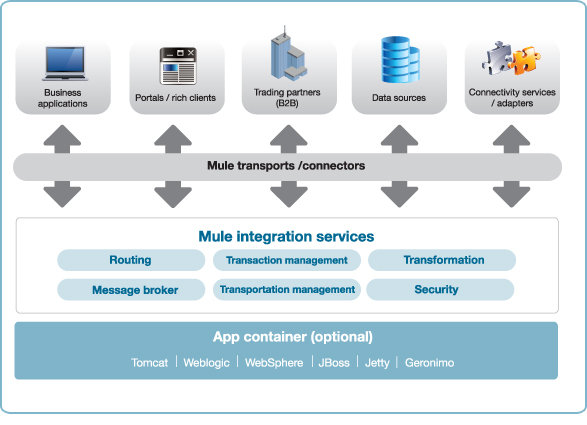 Business
applications
Portals / rich clients
Trading partners
(B2B)
Data sources
Connectivity services
/ adapters
Mule transports /connectors
Mule integration services
Routing
Transaction management
Transformation
Message broker
Transportation management
Security
App container (optional)
Tomcat | Weblogic | WebSphere | JBoss | Jetty | Geronimo